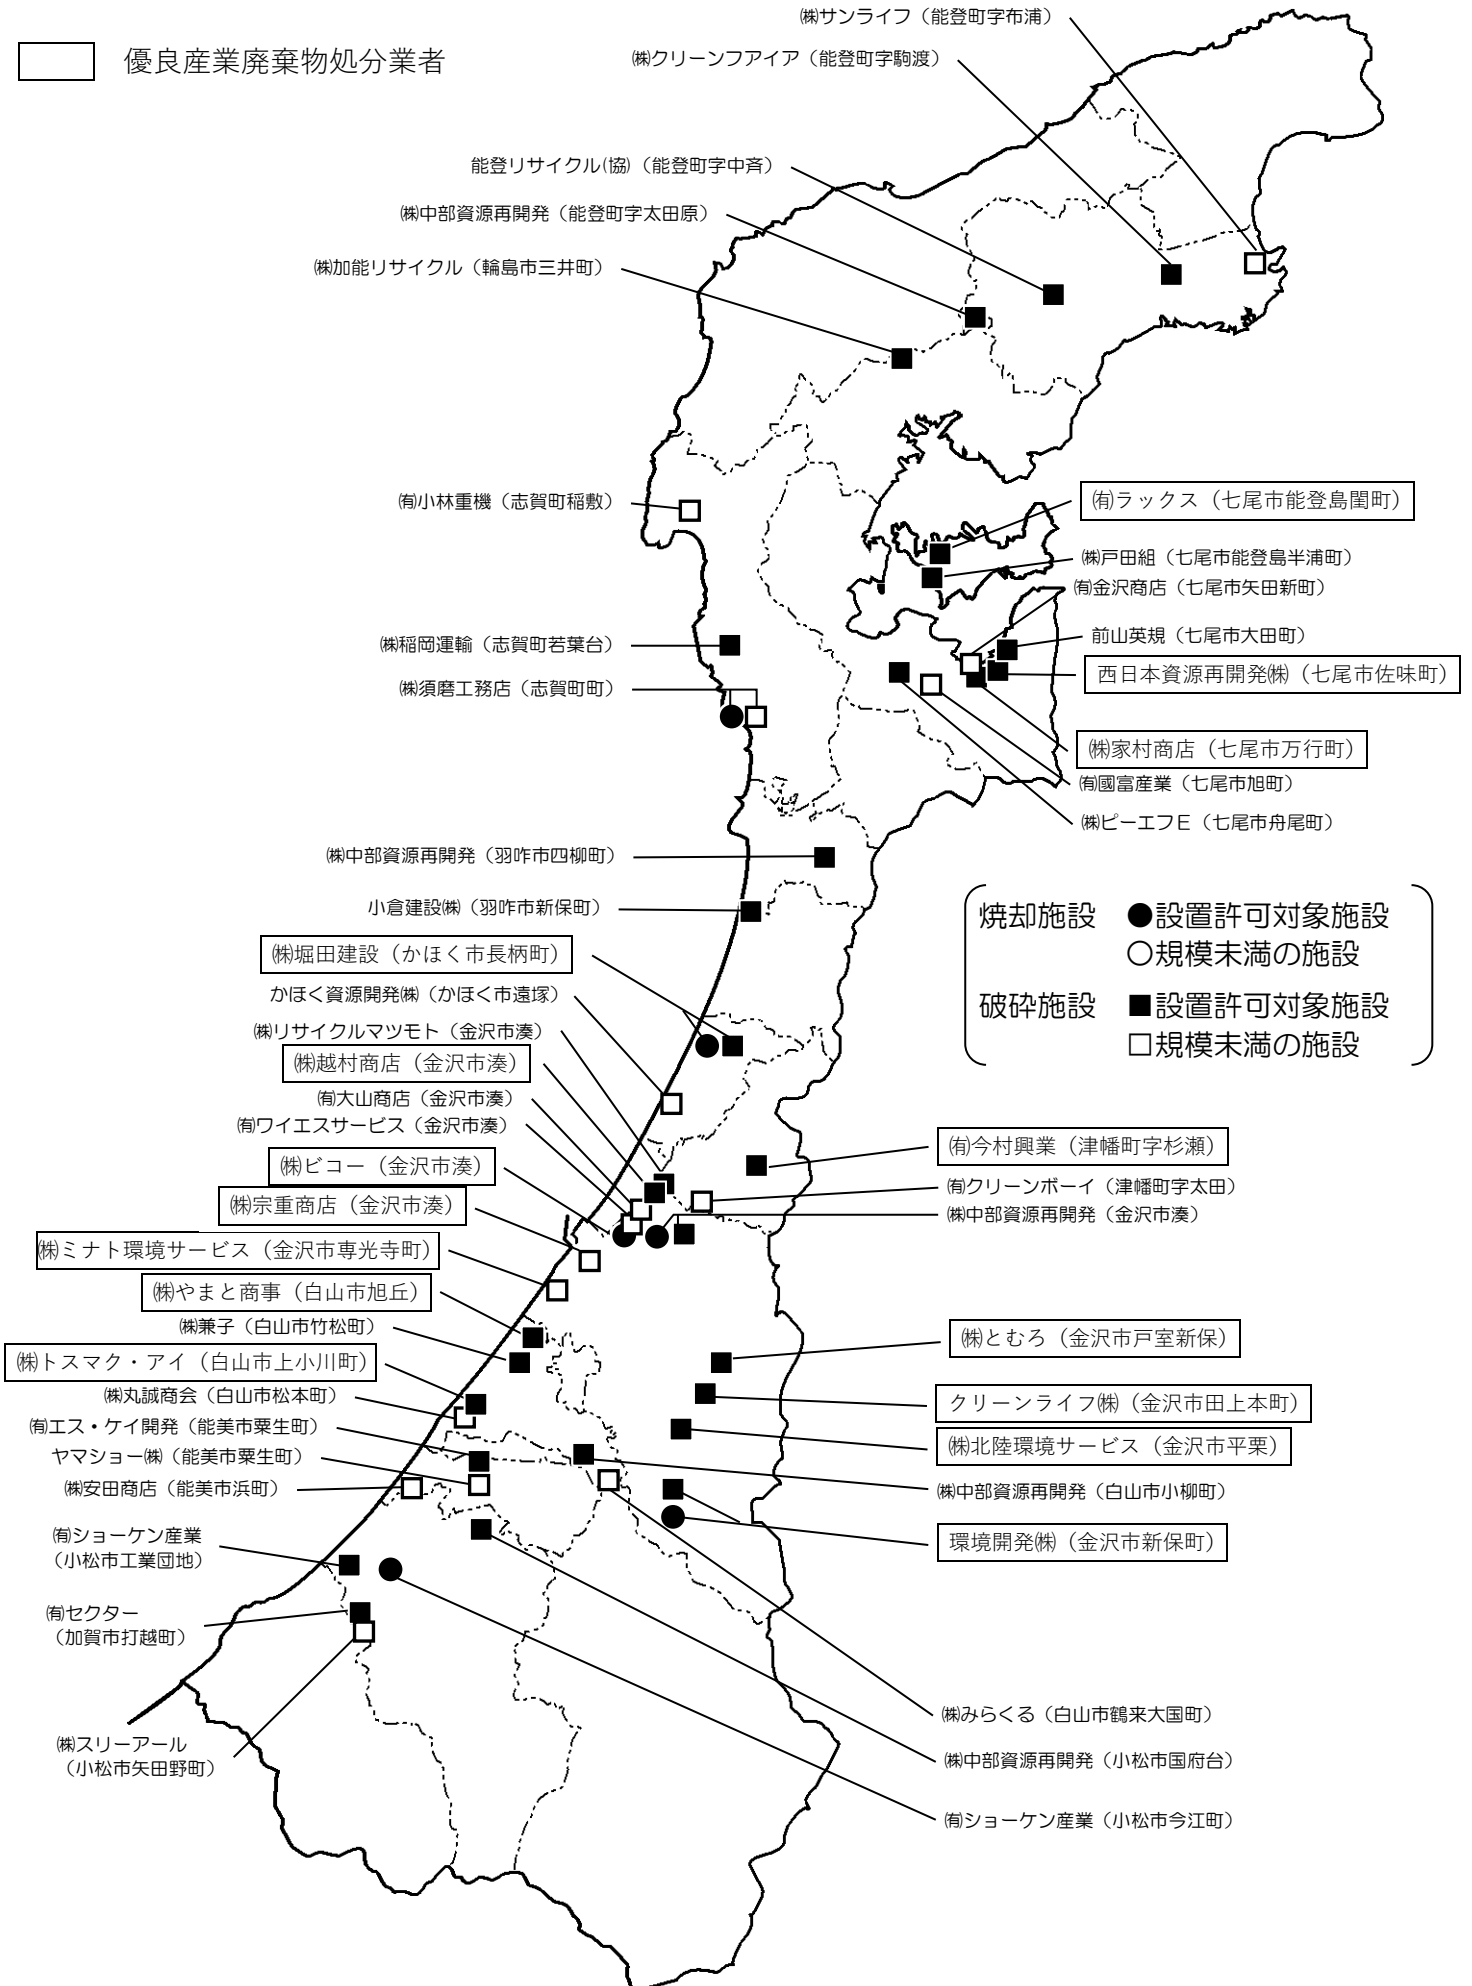 優良産業廃棄物処分業者
㈱サンライフ（能登町字布浦）
㈱クリーンフアイア（能登町字駒渡）
能登リサイクル(協)（能登町字中斉）
㈱中部資源再開発（能登町字太田原）
㈱加能リサイクル（輪島市三井町）
㈲小林重機（志賀町稲敷）
㈲ラックス（七尾市能登島閨町）
㈱戸田組（七尾市能登島半浦町）
㈲金沢商店（七尾市矢田新町）
前山英規（七尾市大田町）
西日本資源再開発㈱（七尾市佐味町）
㈱稲岡運輸（志賀町若葉台）
㈱須磨工務店（志賀町町）
㈱家村商店（七尾市万行町）
㈲國富産業（七尾市旭町）
㈱ピーエフE（七尾市舟尾町）
㈱中部資源再開発（羽咋市四柳町）
小倉建設㈱（羽咋市新保町）
焼却施設　●設置許可対象施設
○規模未満の施設
破砕施設　■設置許可対象施設
□規模未満の施設
㈱堀田建設（かほく市長柄町）
かほく資源開発㈱（かほく市遠塚）
㈱リサイクルマツモト（金沢市湊）
㈱越村商店（金沢市湊）
㈲大山商店（金沢市湊）
㈲ワイエスサービス（金沢市湊）
㈱ビコー（金沢市湊）
㈱宗重商店（金沢市湊）
㈱ミナト環境サービス（金沢市専光寺町）
㈱やまと商事（白山市旭丘）
㈱兼子（白山市竹松町）
㈱トスマク・アイ（白山市上小川町）
㈱丸誠商会（白山市松本町）
㈲エス・ケイ開発（能美市粟生町）
ヤマショー㈱（能美市粟生町）
㈱安田商店（能美市浜町）
㈲ショーケン産業
（小松市工業団地）
㈲セクター
（加賀市打越町）
㈱スリーアール
（小松市矢田野町）
㈲今村興業（津幡町字杉瀬）
㈲クリーンボーイ（津幡町字太田）
㈱中部資源再開発（金沢市湊）
㈱とむろ（金沢市戸室新保）
クリーンライフ㈱（金沢市田上本町）
㈱北陸環境サービス（金沢市平栗）
㈱中部資源再開発（白山市小柳町）
環境開発㈱（金沢市新保町）
㈱みらくる（白山市鶴来大国町）
㈱中部資源再開発（小松市国府台）
㈲ショーケン産業（小松市今江町）